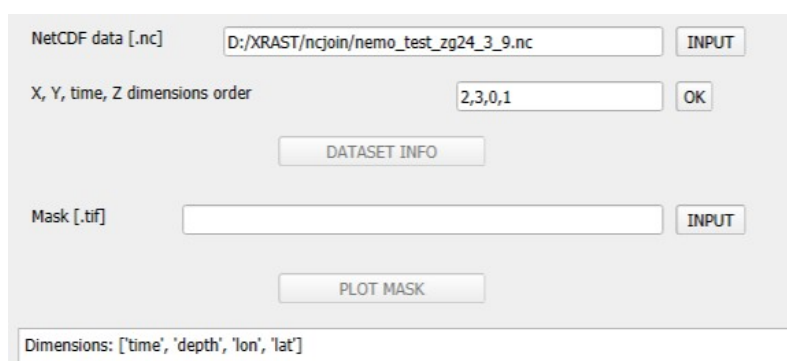 NetCDF data [.nc] D:/XRAST/ncjoin/nemo_test_zg24_3_9.nc INPUT
X, Y, time, Z dimensions order 2,3,0,1 OK
DATASET INFO
Mask [.tif] INPUT
PLOT MASK
Dimensions: ['time', 'depth', 'lon', 'lat']